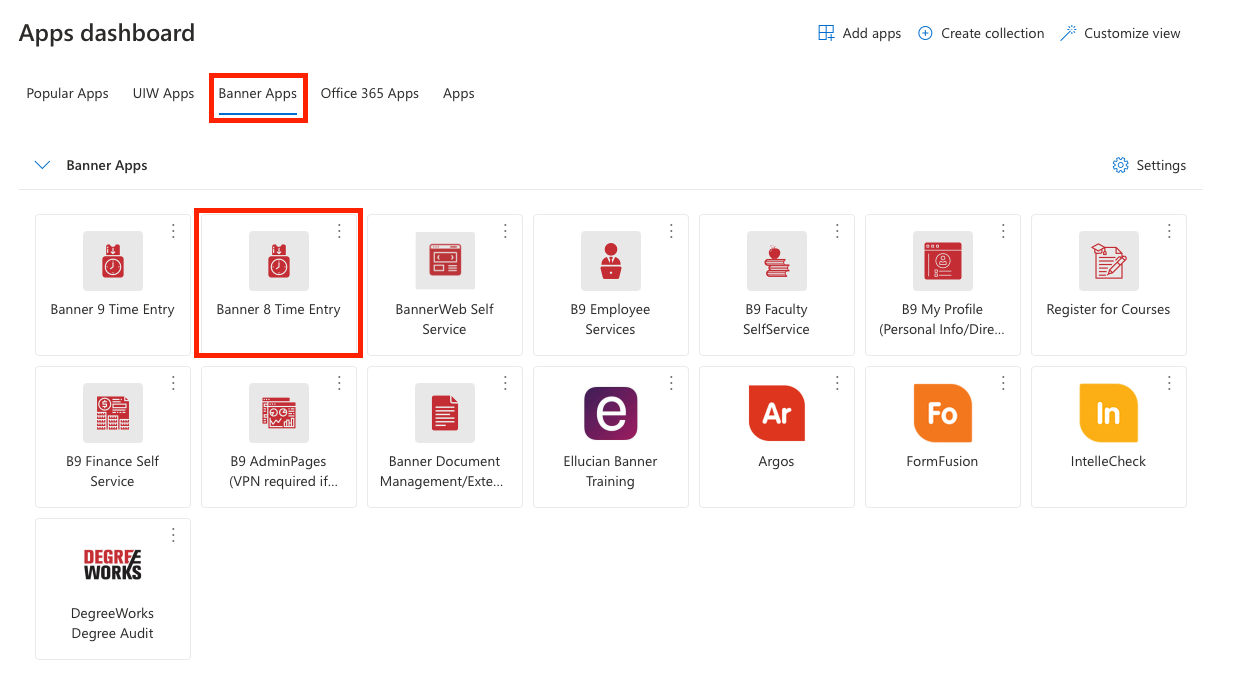 Apps dashboard
Add apps
Create collection
Customize view
Popular Apps
UIW Apps
Banner Apps
Office 365 Apps
Apps
Banner Apps
Settings
Banner 9 Time Entry
Banner 8 Time Entry
BannerWeb Self
Service
B9 Employee
Services
B9 Faculty
SelfService
B9 My Profile
(Personal Info/Dire...
Register for Courses
B9 Finance Self
Service
B9 AdminPages
(VPN required if...
Banner Document
Management/Exte...
e
Ellucian Banner
Training
Ar
Argos
Fo
FormFusion
In
IntelleCheck
DEGREE
WORKS
DegreeWorks
Degree Audit